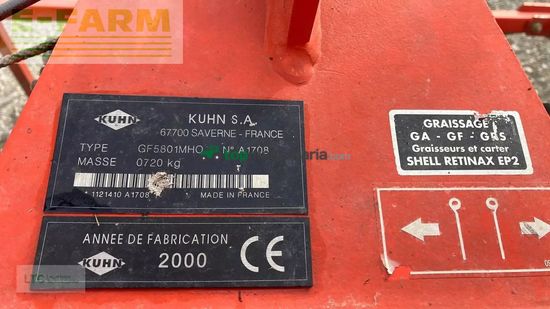 E-FARM
KUHN
KUHN S.A.
67700 SAVERNE - FRANCE
TYPE GF5801MHO N° A1708
MASSE 0720 kg
* 1121410 A1708 *
MADE IN FRANCE
KUHN
ANNEE DE FABRICATION
2000
CE
GRAISSAGE
GA - GF - GRS
Graisseurs et carter
SHELL RETINAX EP2